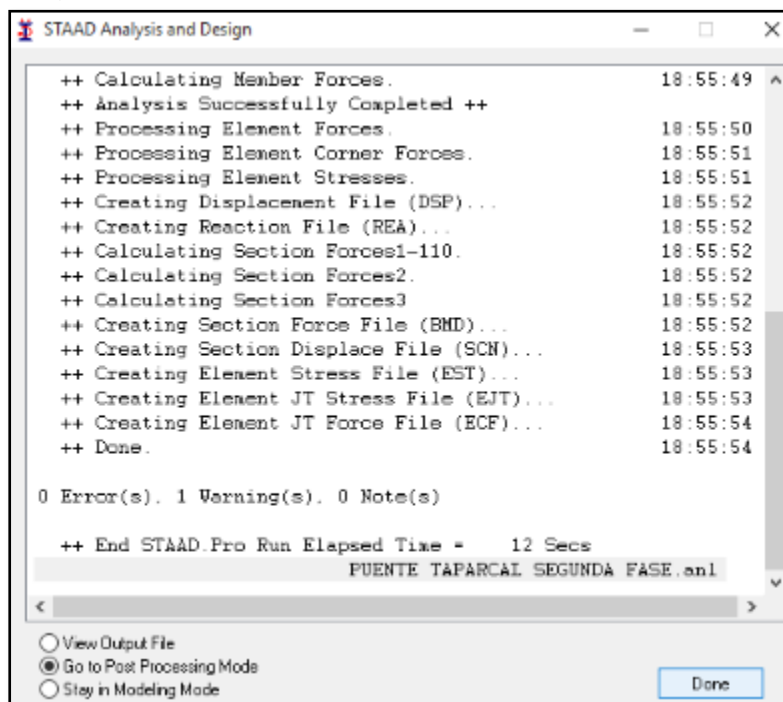 STAAD Analysis and Design
++ Calculating Member Forces. 18:55:49
++ Analysis Successfully Completed ++
++ Processing Element Forces. 18:55:50
++ Processing Element Corner Forces. 18:55:51
++ Processing Element Stresses. 18:55:51
++ Creating Displacement File (DSP)... 18:55:52
++ Creating Reaction File (REA)... 18:55:52
++ Calculating Section Forces1-110. 18:55:52
++ Calculating Section Forces2. 18:55:52
++ Calculating Section Forces3 18:55:52
++ Creating Section Force File (BMD)... 18:55:52
++ Creating Section Displace File (SCN)... 18:55:53
++ Creating Element Stress File (EST)... 18:55:53
++ Creating Element JT Stress File (EJT)... 18:55:53
++ Creating Element JT Force File (ECF)... 18:55:54
++ Done. 18:55:54
0 Error(s), 1 Warning(s), 0 Note(s)
++ End STAAD.Pro Run Elapsed Time = 12 Secs
PUENTE TAPARCAL SEGUNDA FASE.anl
View Output File
Go to Post Processing Mode
Stay in Modeling Mode
Done